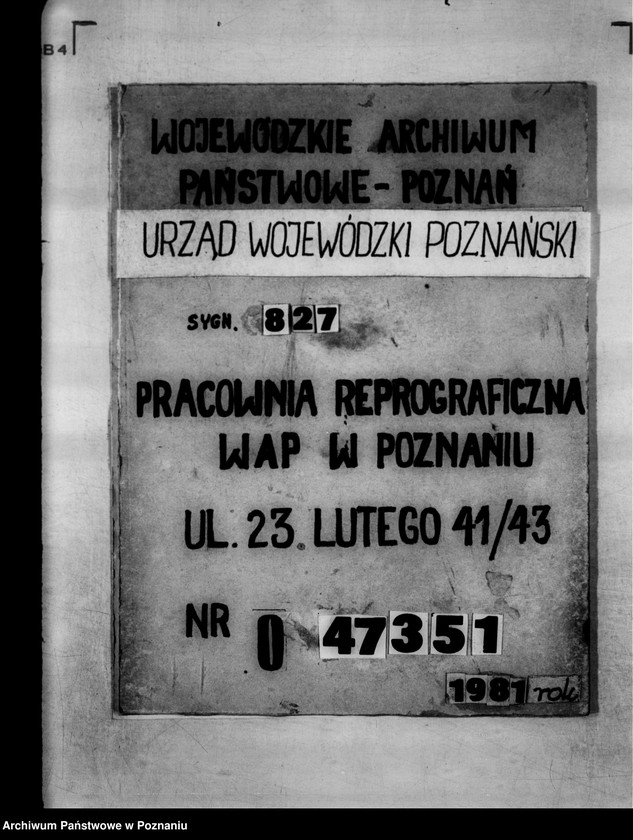 B4
WOJEWÓDZKIE ARCHIWUM
PAŃSTWOWE - POZNAŃ
URZĄD WOJEWÓDZKI POZNAŃSKI
SYGN. 827
PRACOWNIA REPROGRAFICZNA
WAP W POZNANIU
UL. 23. LUTEGO 41/43
NR 0 47351
1981 rok
Archiwum Państwowe w Poznaniu